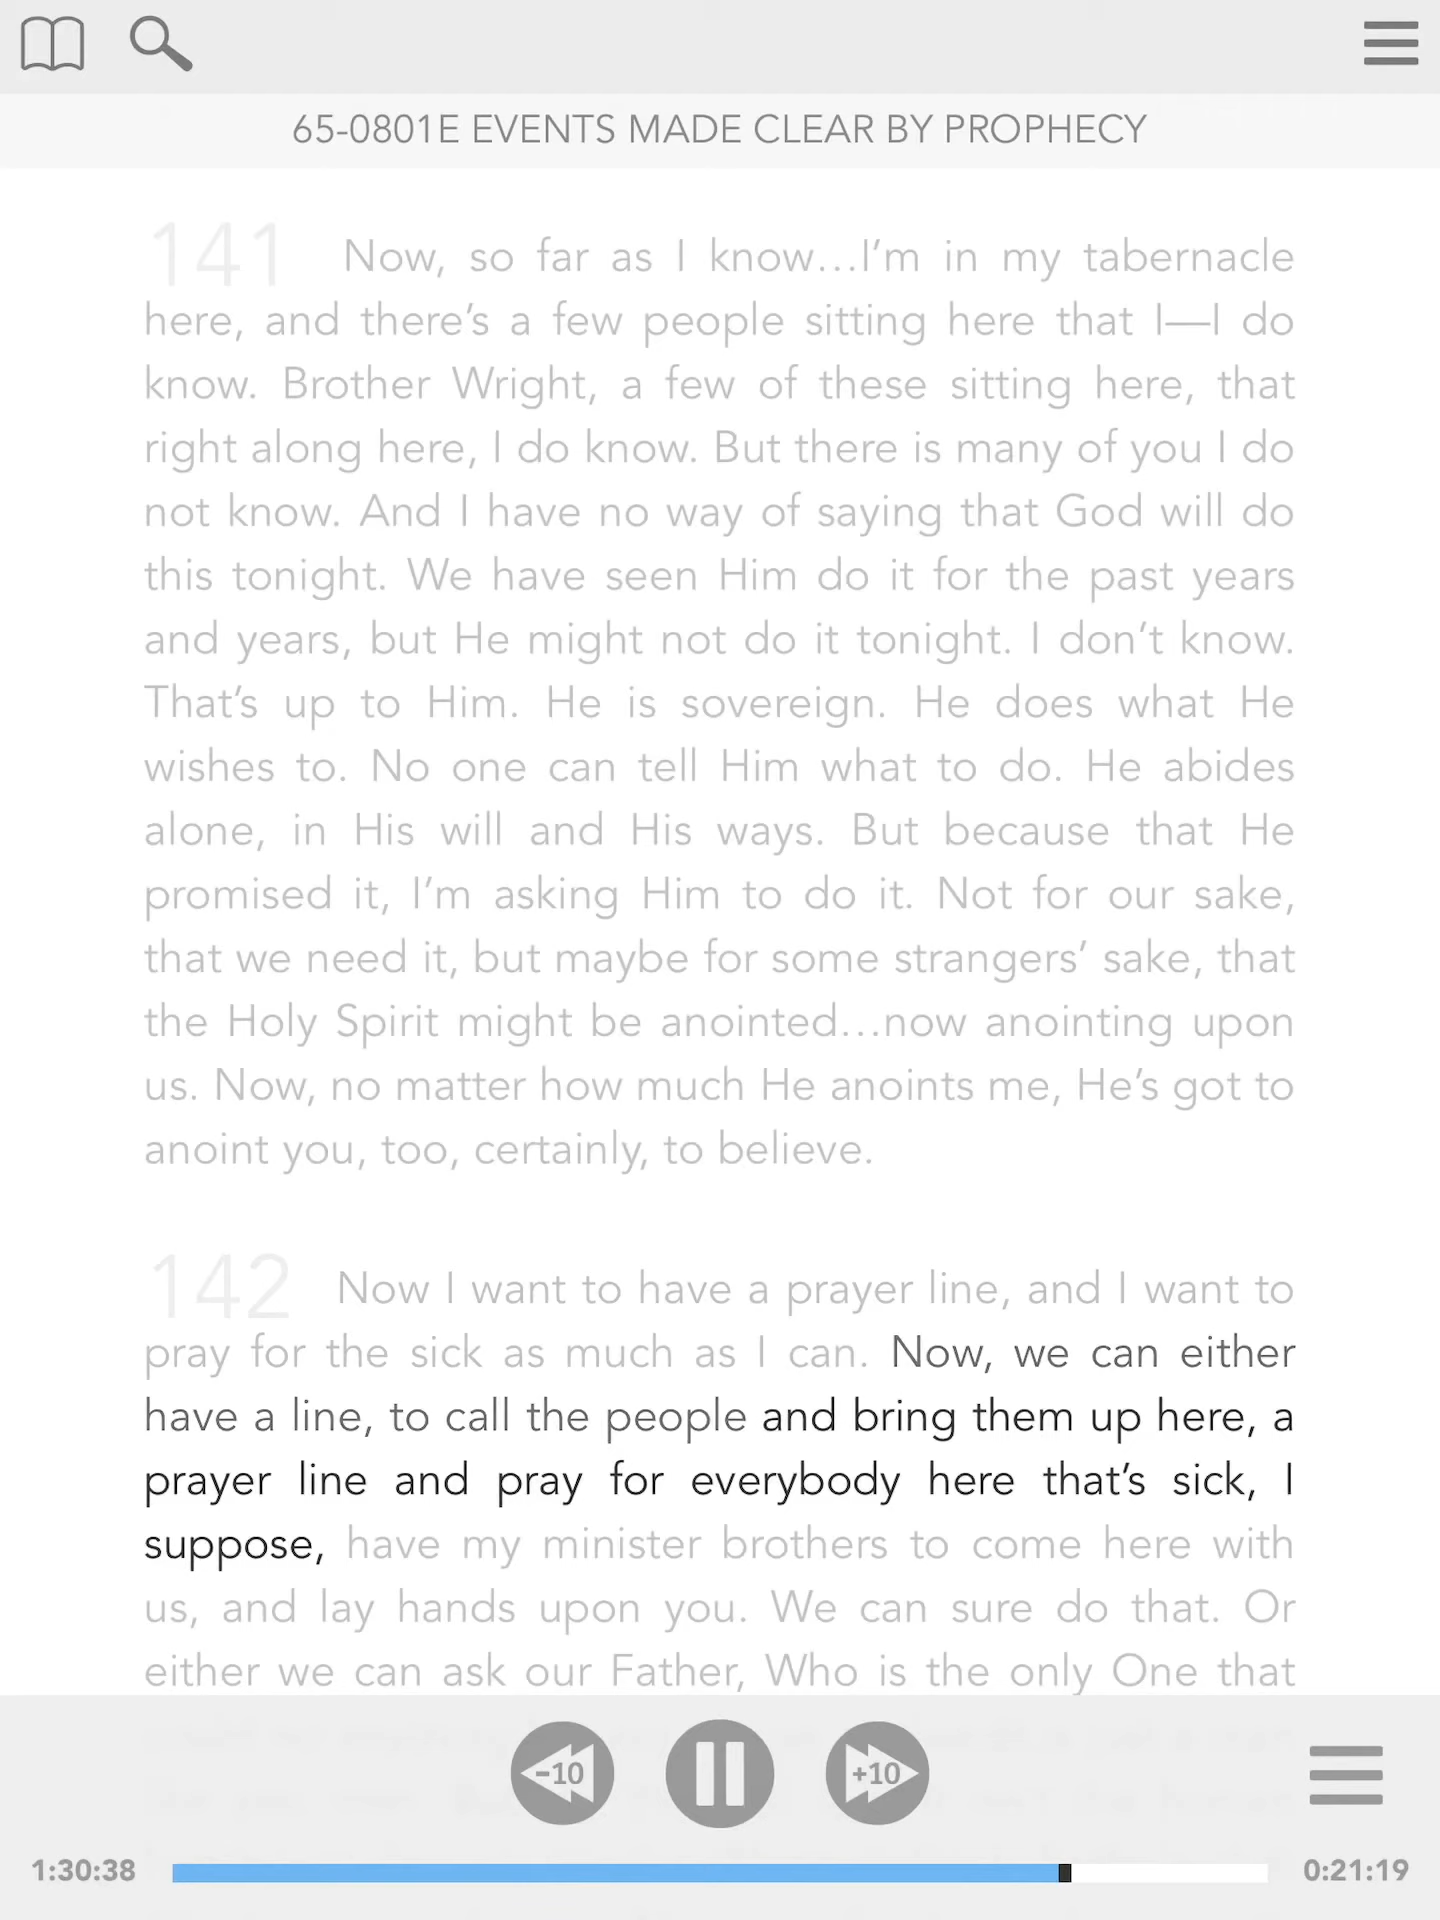 65-0801E EVENTS MADE CLEAR BY PROPHECY
141 Now, so far as I know…I’m in my tabernacle
here, and there’s a few people sitting here that I—I do
know. Brother Wright, a few of these sitting here, that
right along here, I do know. But there is many of you I do
not know. And I have no way of saying that God will do
this tonight. We have seen Him do it for the past years
and years, but He might not do it tonight. I don’t know.
That’s up to Him. He is sovereign. He does what He
wishes to. No one can tell Him what to do. He abides
alone, in His will and His ways. But because that He
promised it, I’m asking Him to do it. Not for our sake,
that we need it, but maybe for some strangers’ sake, that
the Holy Spirit might be anointed…now anointing upon
us. Now, no matter how much He anoints me, He’s got to
anoint you, too, certainly, to believe.
142 Now I want to have a prayer line, and I want to
pray for the sick as much as I can. Now, we can either
have a line, to call the people and bring them up here, a
prayer line and pray for everybody here that’s sick, I
suppose, have my minister brothers to come here with
us, and lay hands upon you. We can sure do that. Or
either we can ask our Father, Who is the only One that
-10 +10
1:30:38 0:21:19